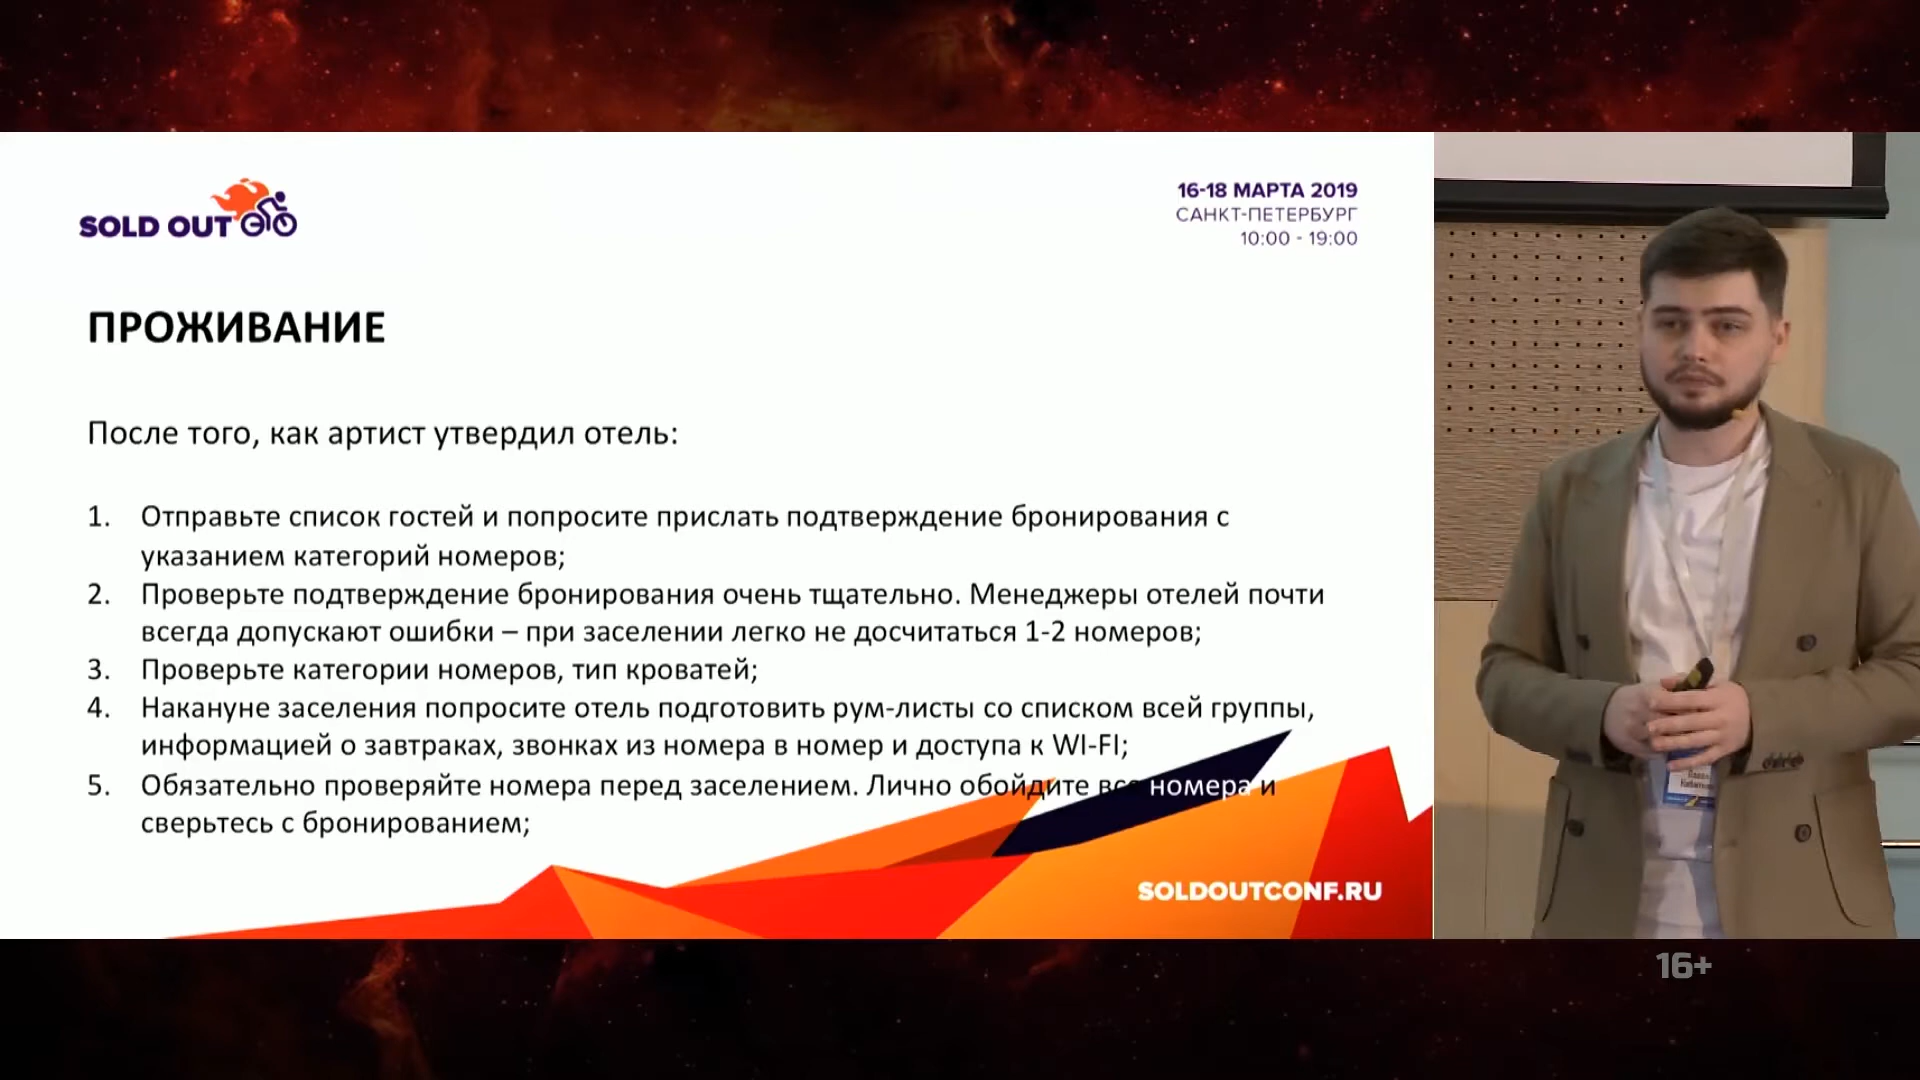 SOLD OUT
16-18 МАРТА 2019
САНКТ-ПЕТЕРБУРГ
10:00 - 19:00
ПРОЖИВАНИЕ
После того, как артист утвердил отель:
1. Отправьте список гостей и попросите прислать подтверждение бронирования с
указанием категорий номеров;
2. Проверьте подтверждение бронирования очень тщательно. Менеджеры отелей почти
всегда допускают ошибки – при заселении легко не досчитаться 1-2 номеров;
3. Проверьте категории номеров, тип кроватей;
4. Накануне заселения попросите отель подготовить рум-листы со списком всей группы,
информацией о завтраках, звонках из номера в номер и доступа к WI-FI;
5. Обязательно проверяйте номера перед заселением. Лично обойдите все номера и
сверьтесь с бронированием;
SOLDOUTCONF.RU
16+